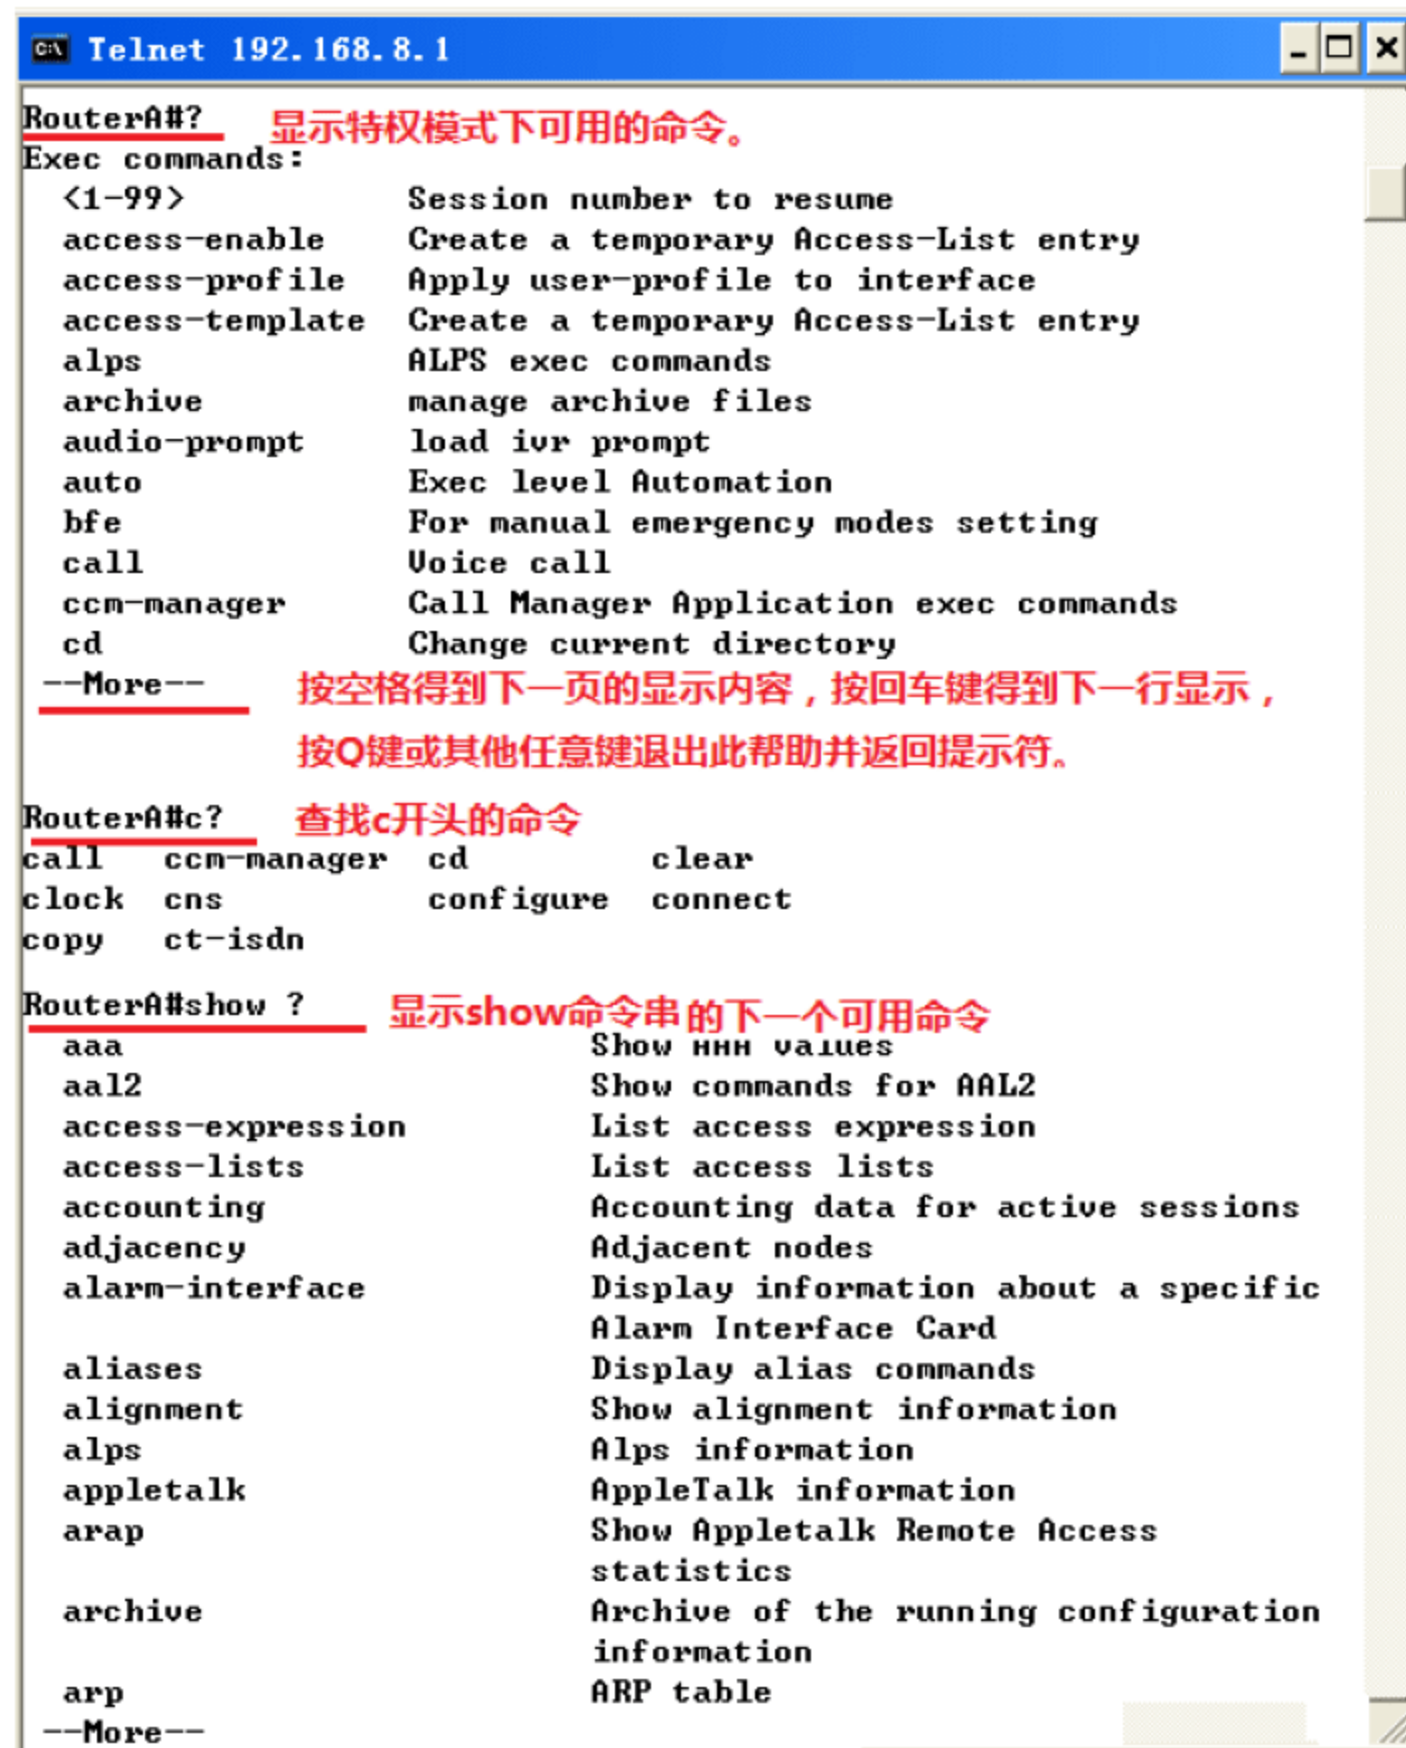 Telnet 192.168.8.1
RouterA#? 显示特权模式下可用的命令。
Exec commands:
<1-99> Session number to resume
access-enable Create a temporary Access-List entry
access-profile Apply user-profile to interface
access-template Create a temporary Access-List entry
alps ALPS exec commands
archive manage archive files
audio-prompt load ivr prompt
auto Exec level Automation
bfe For manual emergency modes setting
call Voice call
ccm-manager Call Manager Application exec commands
cd Change current directory
--More-- 按空格得到下一页的显示内容，按回车键得到下一行显示，
按Q键或其他任意键退出此帮助并返回提示符。
RouterA#c? 查找c开头的命令
call ccm-manager cd clear
clock cns configure connect
copy ct-isdn
RouterA#show ? 显示show命令串的下一个可用命令
aaa Show AAA values
aal2 Show commands for AAL2
access-expression List access expression
access-lists List access lists
accounting Accounting data for active sessions
adjacency Adjacent nodes
alarm-interface Display information about a specific
Alarm Interface Card
aliases Display alias commands
alignment Show alignment information
alps Alps information
appletalk AppleTalk information
arap Show Appletalk Remote Access
statistics
archive Archive of the running configuration
information
arp ARP table
--More--